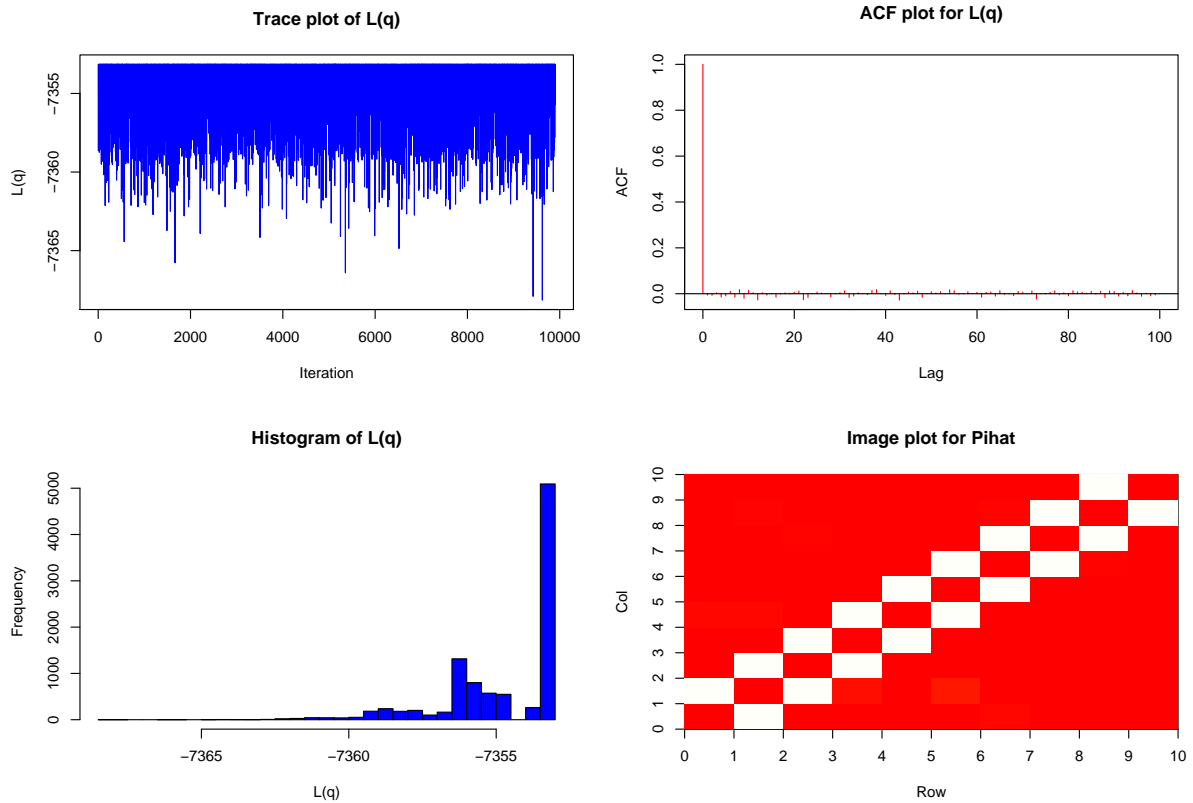 Trace plot of L(q)
L(q)
−7355
−7360
−7365
0 2000 4000 6000 8000 10000
Iteration
ACF plot for L(q)
ACF
1.0
0.8
0.6
0.4
0.2
0.0
0 20 40 60 80 100
Lag
Histogram of L(q)
Frequency
5000
4000
3000
2000
1000
0
−7365 −7360 −7355
L(q)
Image plot for Pihat
Col
10
9
8
7
6
5
4
3
2
1
0
0 1 2 3 4 5 6 7 8 9 10
Row